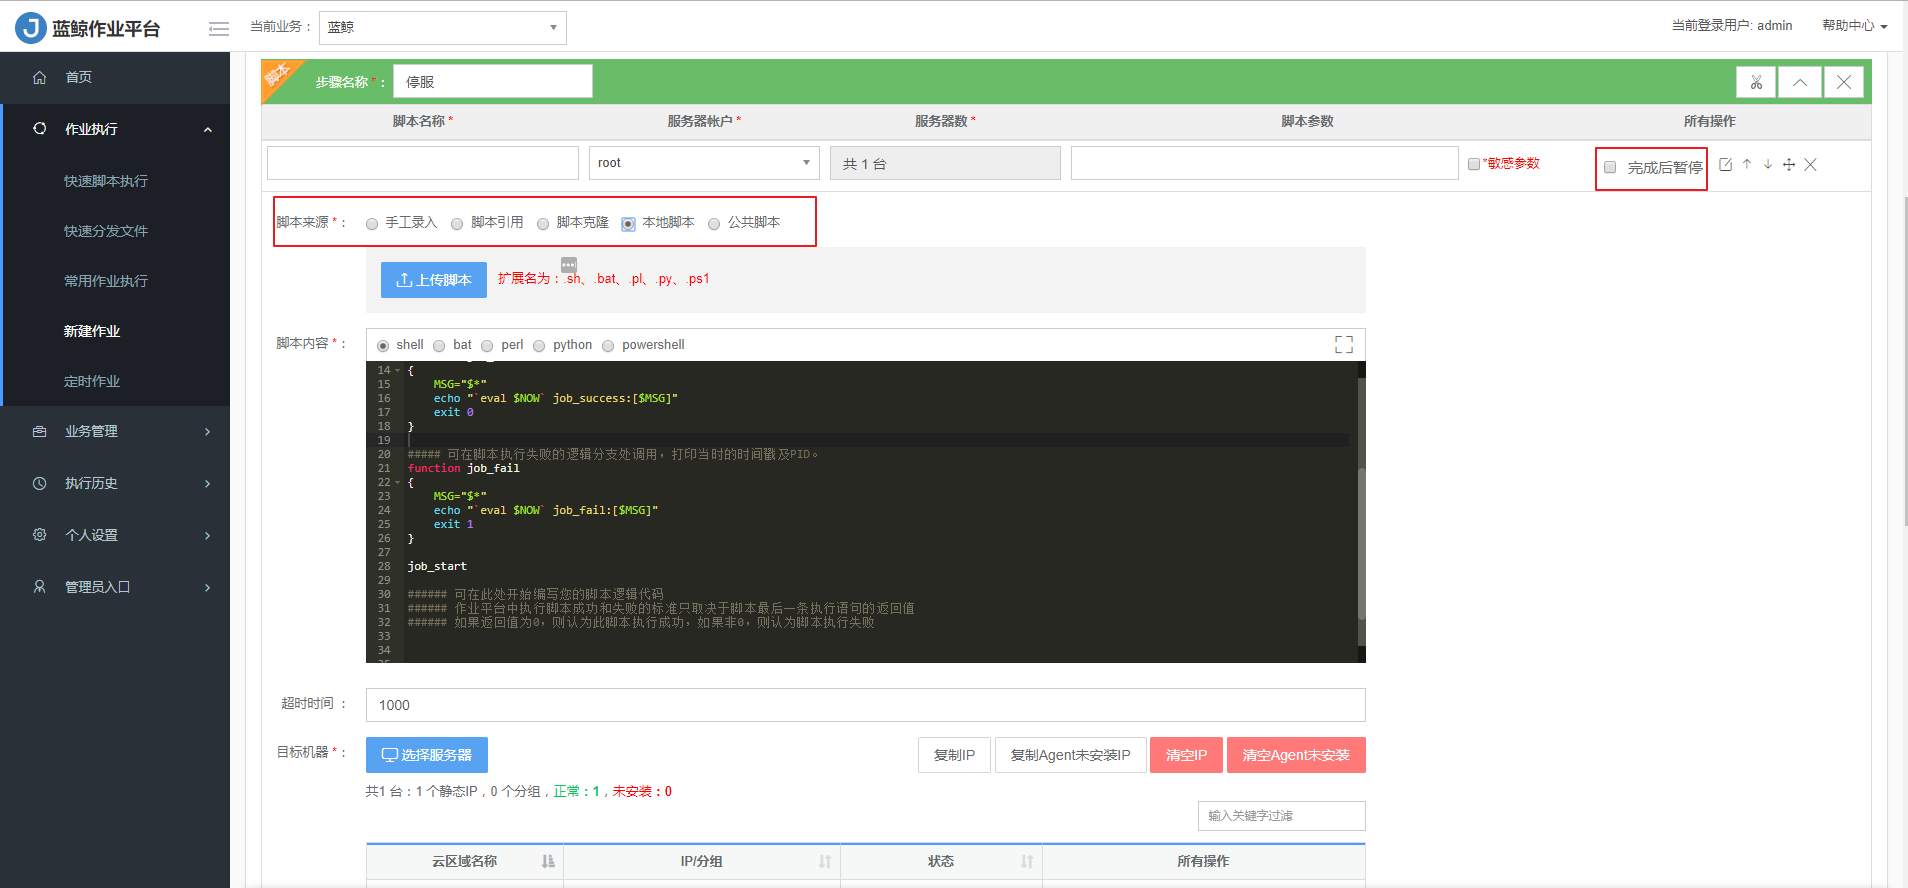 J 蓝鲸作业平台
当前业务： 蓝鲸
当前登录用户: admin 帮助中心
首页
作业执行
快速脚本执行
快速分发文件
常用作业执行
新建作业
定时作业
业务管理
执行历史
个人设置
管理员入口
脚本
步骤名称*： 停服
脚本名称* 服务器帐户* 服务器数* 脚本参数 所有操作
root 共 1 台 *敏感参数 完成后暂停
脚本来源*： 手工录入 脚本引用 脚本克隆 本地脚本 公共脚本
上传脚本 扩展名为：.sh、.bat、.pl、.py、.ps1
脚本内容*： shell bat perl python powershell
14 {
15 MSG="$*"
16 echo "`eval $NOW` job_success:[$MSG]"
17 exit 0
18 }
19
20 ##### 可在脚本执行失败的逻辑分支处调用，打印当时的时间戳及PID。
21 function job_fail
22 {
23 MSG="$*"
24 echo "`eval $NOW` job_fail:[$MSG]"
25 exit 1
26 }
27
28 job_start
29
30 ###### 可在此处开始编写您的脚本逻辑代码
31 ###### 作业平台中执行脚本成功和失败的标准只取决于脚本最后一条执行语句的返回值
32 ###### 如果返回值为0，则认为此脚本执行成功，如果非0，则认为脚本执行失败
33
34
35
超时时间 ： 1000
目标机器*： 选择服务器 复制IP 复制Agent未安装IP 清空IP 清空Agent未安装
共1 台：1 个静态IP，0 个分组，正常：1，未安装：0
输入关键字过滤
云区域名称 IP/分组 状态 所有操作